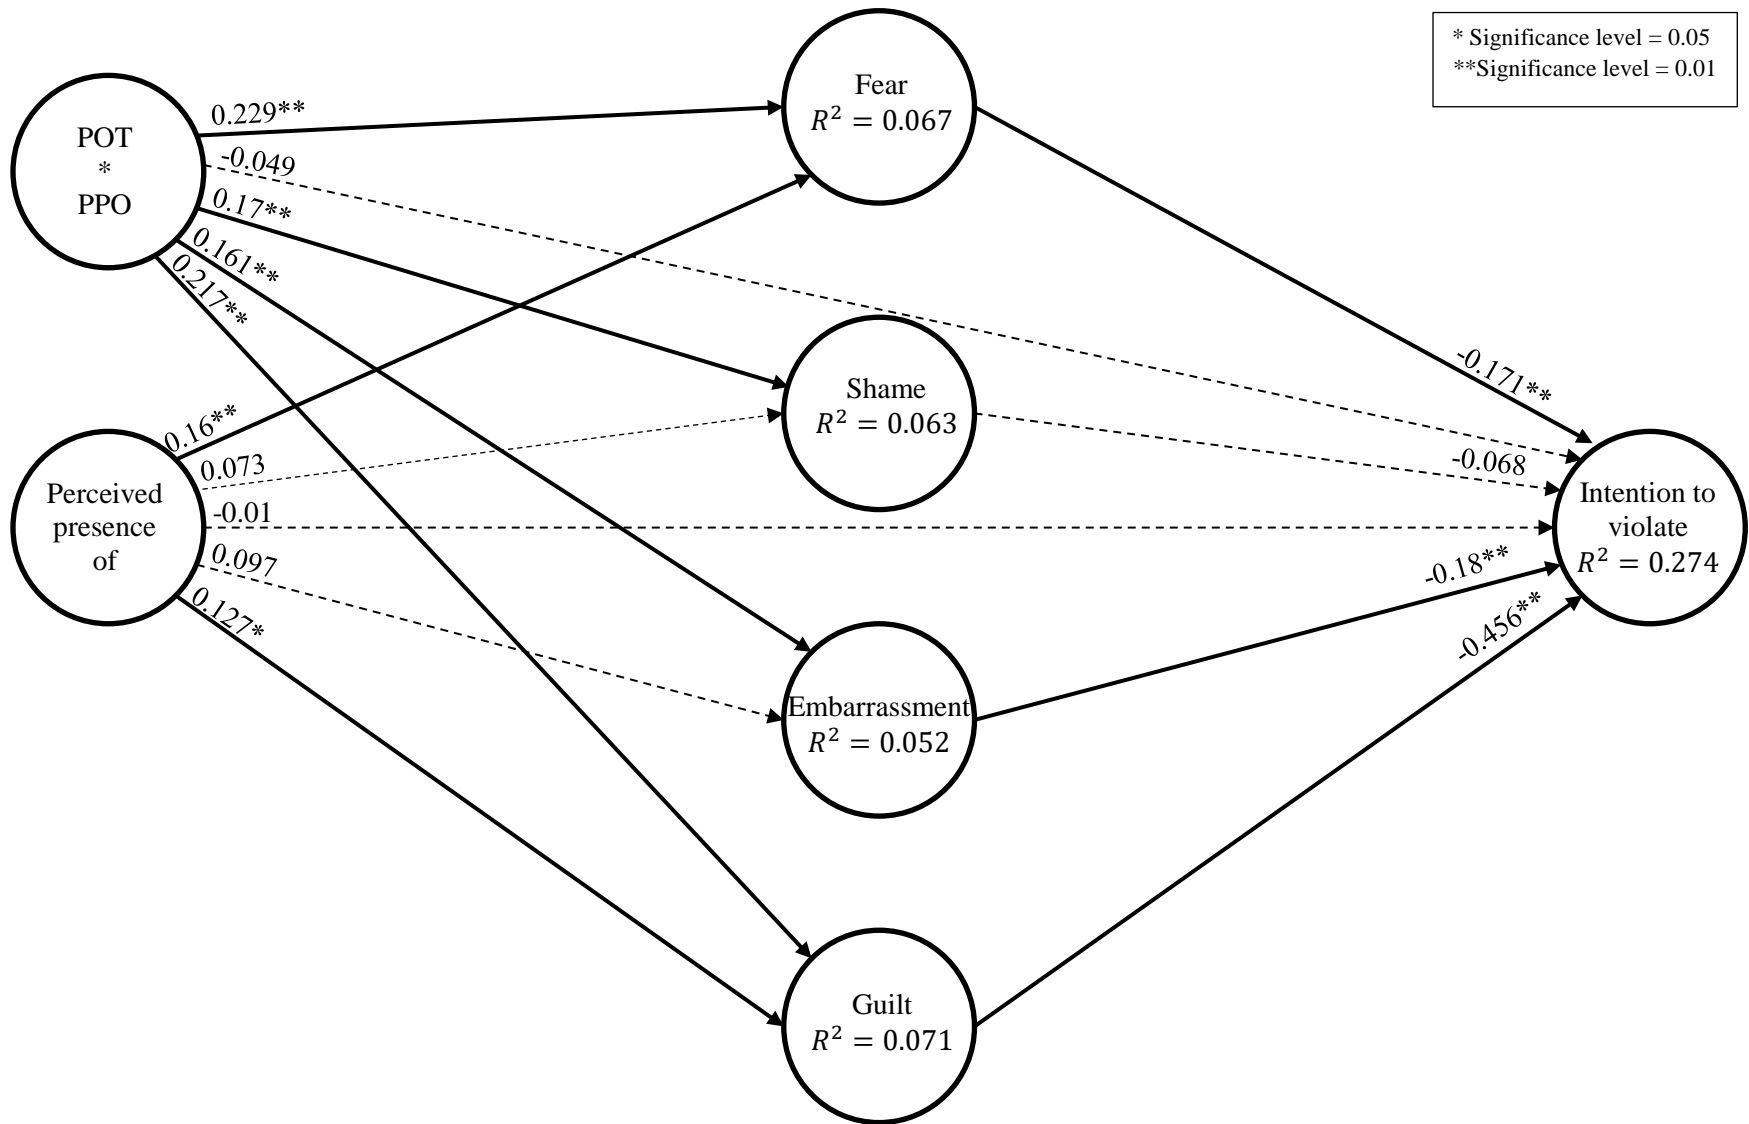 * Significance level = 0.05
**Significance level = 0.01
POT
*
PPO
0.229**
-0.049
0.17**
0.161**
0.217**
Perceived
presence
of
0.16**
0.073
-0.01
0.097
0.127*
Fear
R² = 0.067
Shame
R² = 0.063
Embarrassment
R² = 0.052
Guilt
R² = 0.071
-0.171**
-0.068
-0.18**
-0.456**
Intention to
violate
R² = 0.274